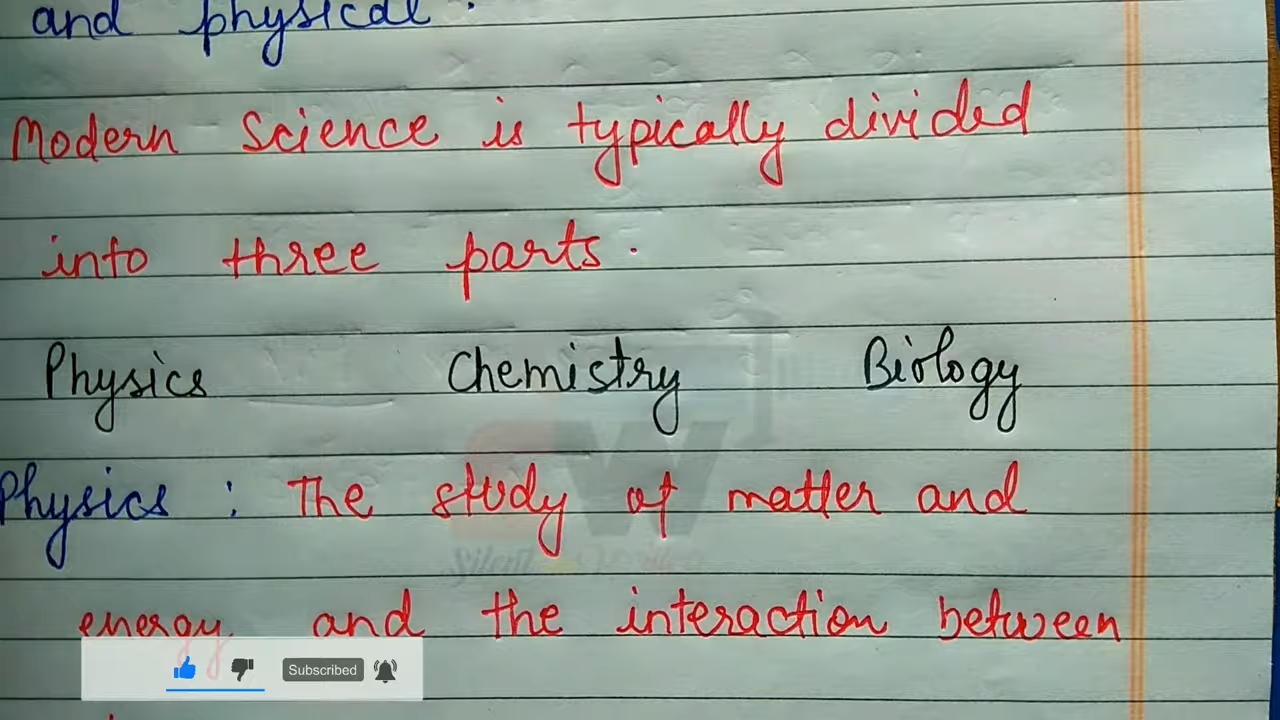 and physical.
Modern Science is typically divided
into three parts.
Physics Chemistry Biology
Physics : The study of matter and
energy and the interaction between
Subscribed